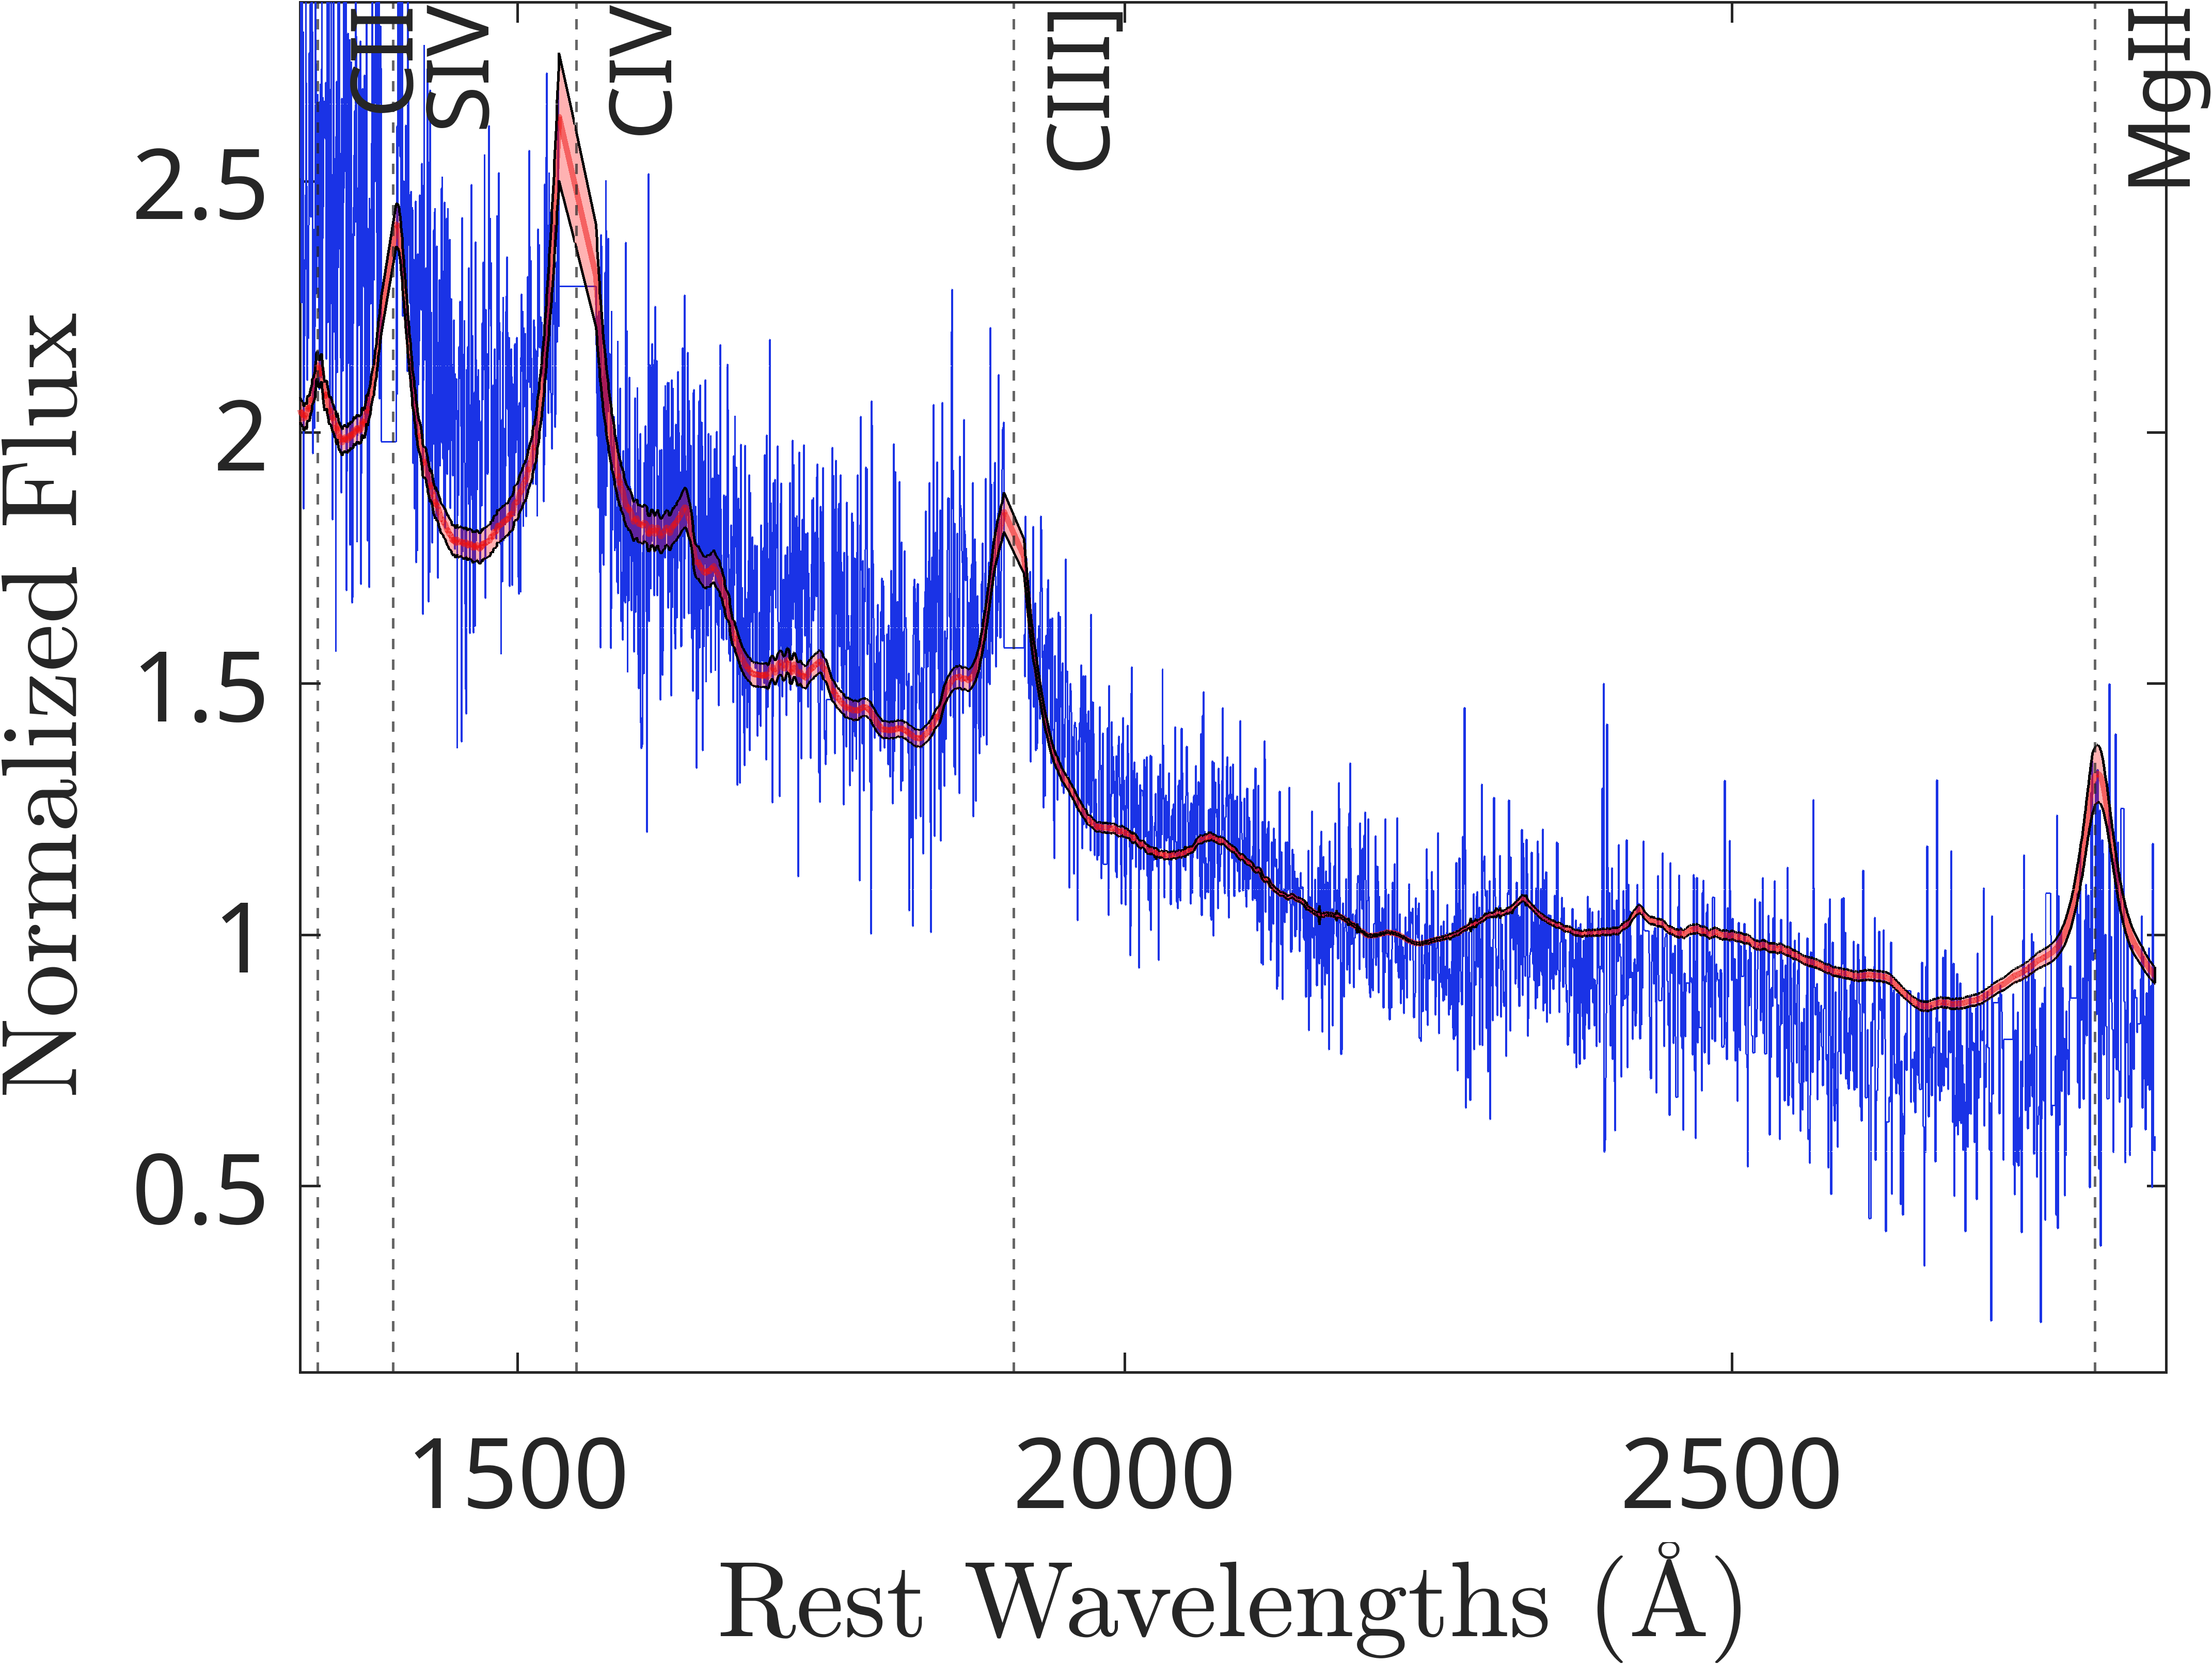 CII
SIV
CIV
CIII]
MgII
2.5
2
1.5
1
0.5
Normalized Flux
1500
2000
2500
Rest Wavelengths (Å)